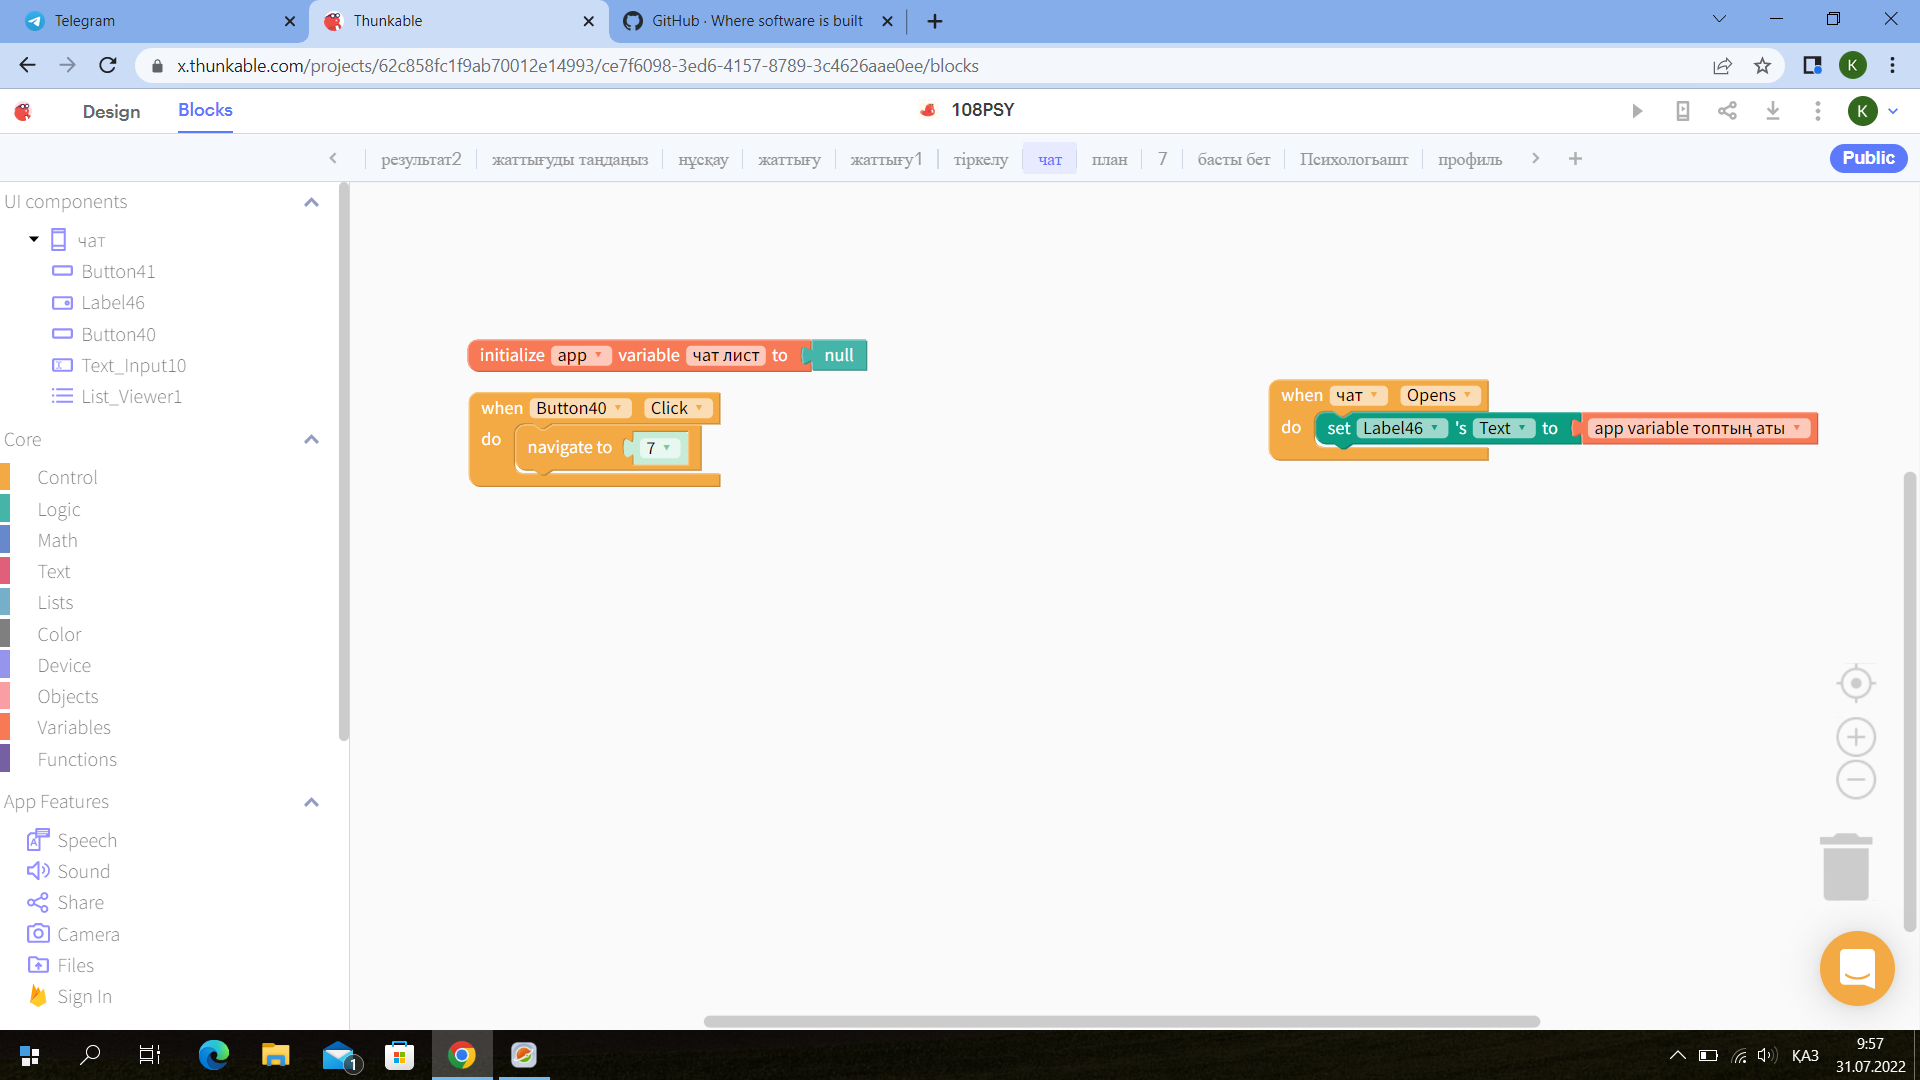 Telegram
Thunkable
GitHub · Where software is built
x.thunkable.com/projects/62c858fc1f9ab70012e14993/ce7f6098-3ed6-4157-8789-3c4626aae0ee/blocks
K
Design
Blocks
108PSY
K
результат2
жаттығуды таңдаңыз
нұсқау
жаттығу
жаттығу1
тіркелу
чат
план
7
басты бет
Психологьашт
профиль
Public
UI components
чат
Button41
Label46
Button40
Text_Input10
List_Viewer1
Core
Control
Logic
Math
Text
Lists
Color
Device
Objects
Variables
Functions
App Features
Speech
Sound
Share
Camera
Files
Sign In
initialize app variable чат лист to null
when Button40 Click
do navigate to 7
when чат Opens
do set Label46 's Text to app variable топтың аты
1
ҚАЗ
9:57
31.07.2022